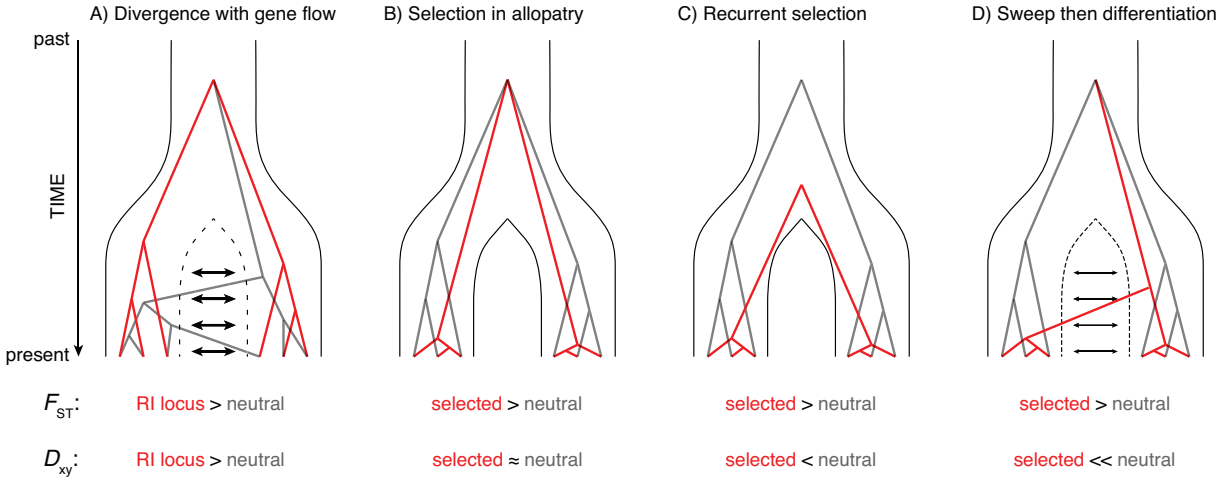 A) Divergence with gene flow
B) Selection in allopatry
C) Recurrent selection
D) Sweep then differentiation
past
TIME
present
FST: RI locus > neutral selected > neutral selected > neutral selected > neutral
Dxy: RI locus > neutral selected ≈ neutral selected < neutral selected << neutral